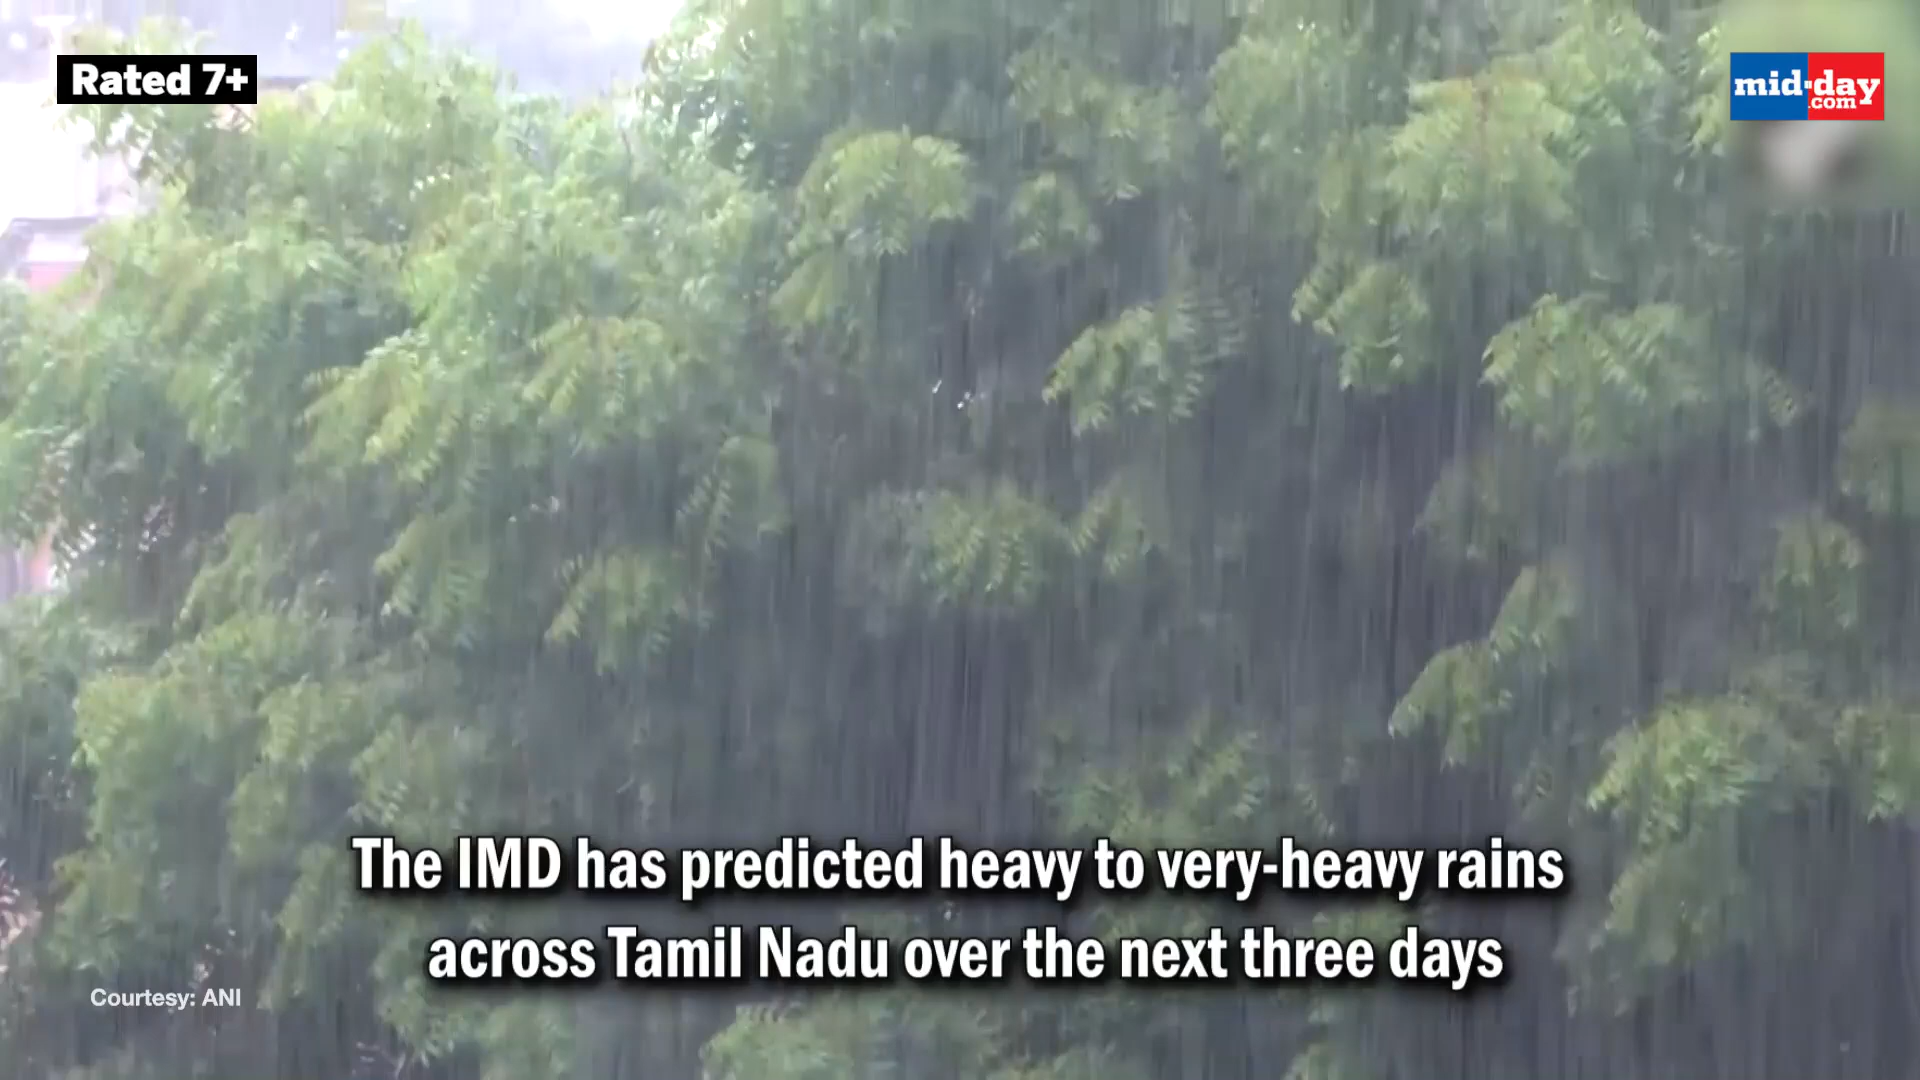 Rated 7+
mid-day
.com
The IMD has predicted heavy to very-heavy rains
across Tamil Nadu over the next three days
Courtesy: ANI